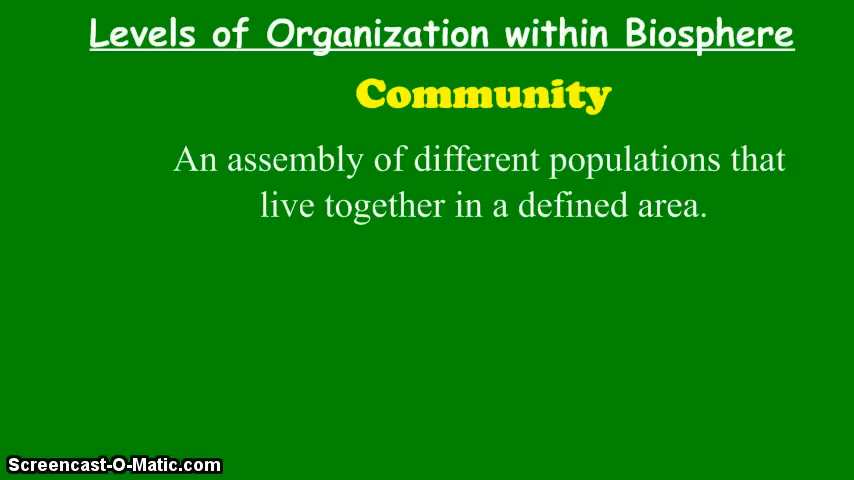 Levels of Organization within Biosphere
Community
An assembly of different populations that
live together in a defined area.
Screencast-O-Matic.com